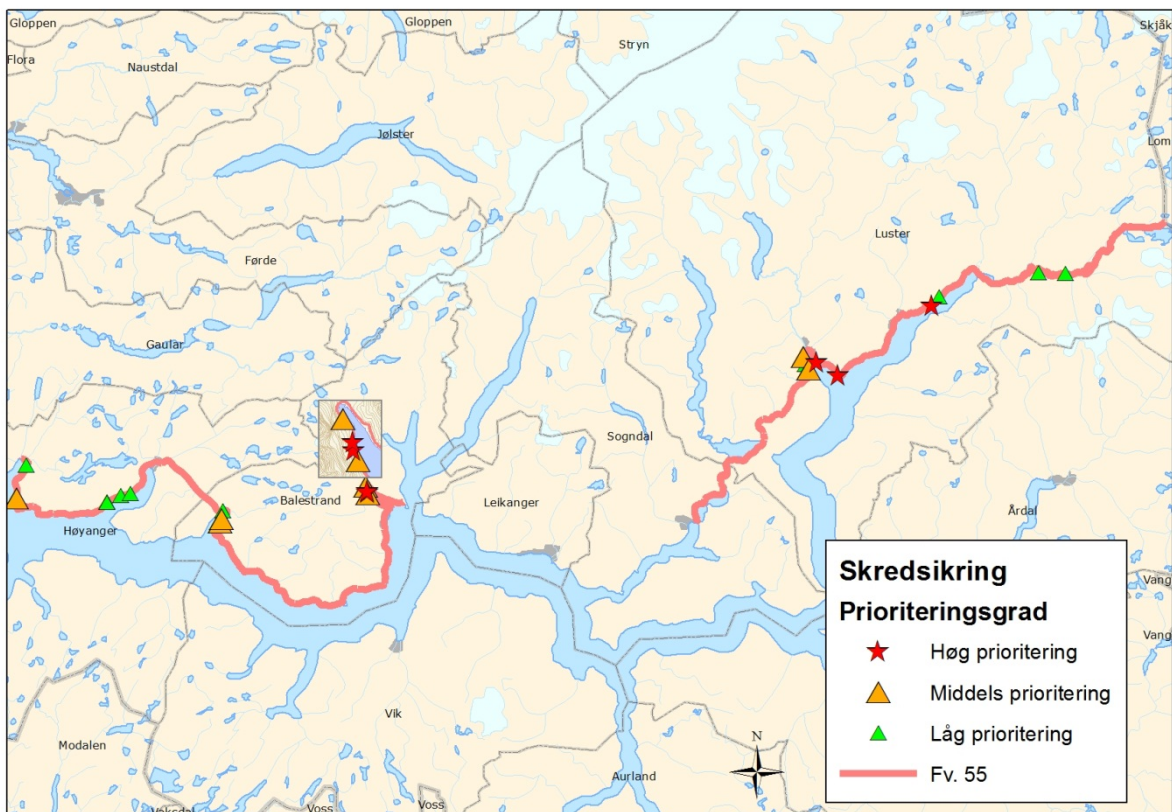 Gloppen
Gloppen
Skjåk
Stryn
Flora
Naustdal
Jølster
Lom
Luster
Førde
Gaular
Sogndal
Balestrand
Leikanger
Årdal
Høyanger
Vang
Vang
Vik
Modalen
Aurland
Vaksdal
Voss
Voss
N
Skredsikring
Prioriteringsgrad
Høg prioritering
Middels prioritering
Låg prioritering
Fv. 55